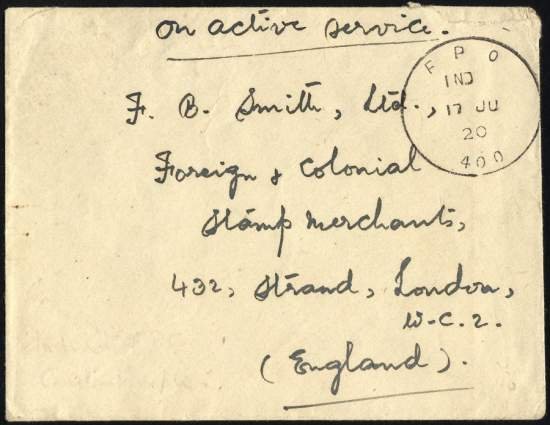 on active service.
F P O
IND
17 JU
20
400
F. B. Smith, Ltd.,
Foreign & Colonial
Stamp Merchants,
432, Strand, London,
W.C.2.
(England).